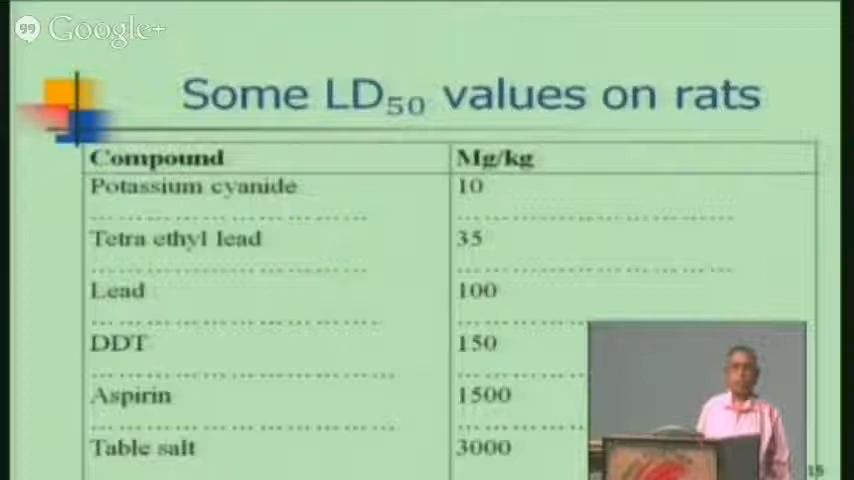 Google+
Some LD50 values on rats
Compound Mg/kg
Potassium cyanide 10
……………………………… ………………………………
Tetra ethyl lead 35
……………………………… ………………………………
Lead 100
……………………………… ……………
DDT 150
……………………………… ……………
Aspirin 1500
……………………………… ……………
Table salt 3000
15